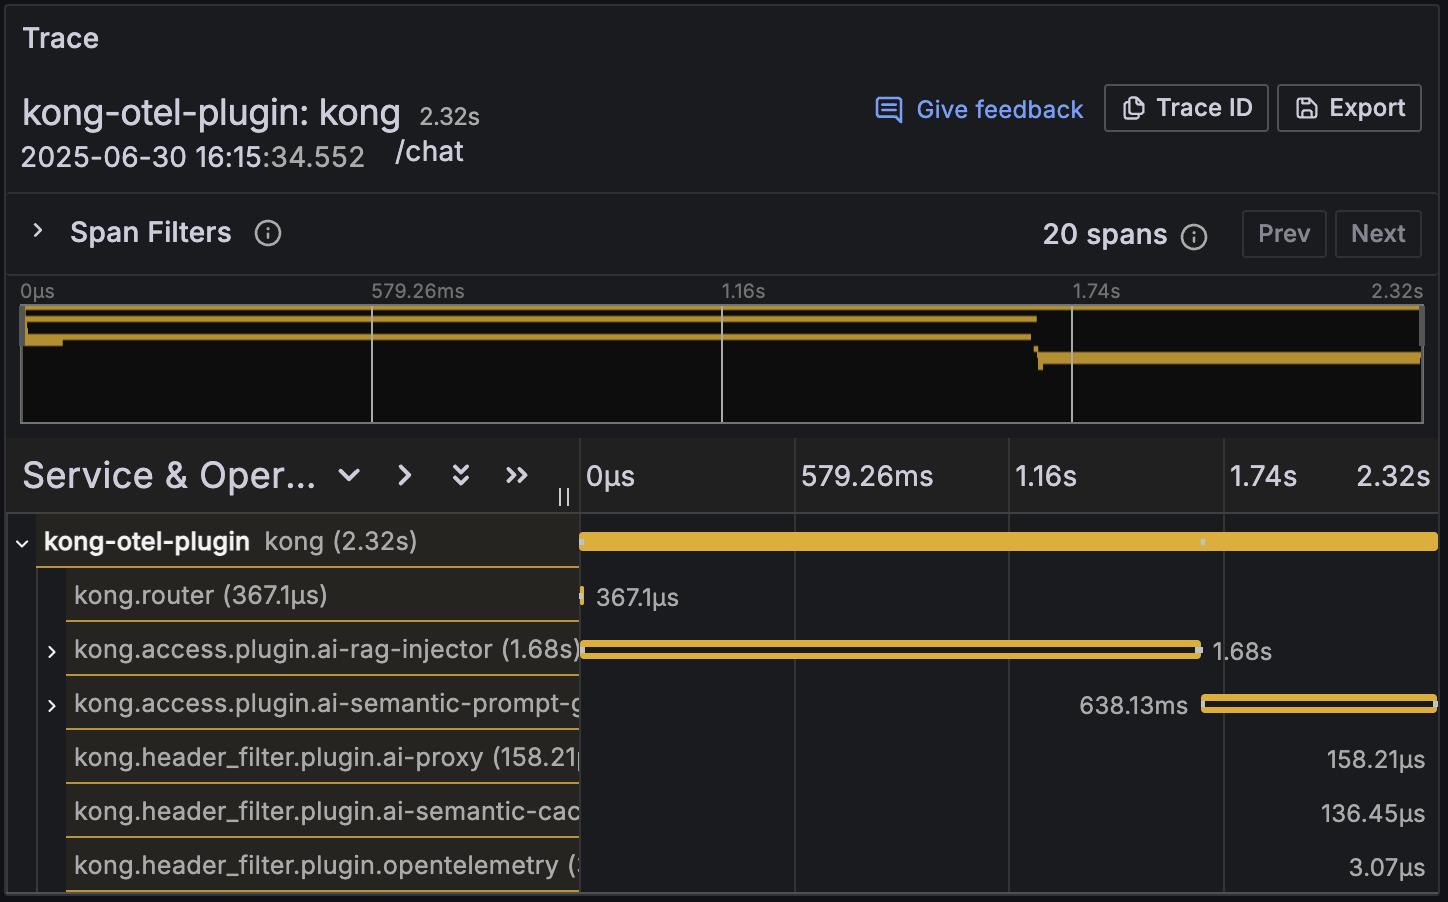 Trace
kong-otel-plugin: kong 2.32s
Give feedback
Trace ID
Export
2025-06-30 16:15:34.552 /chat
Span Filters
20 spans
Prev
Next
0μs 579.26ms 1.16s 1.74s 2.32s
Service & Oper...
0μs 579.26ms 1.16s 1.74s 2.32s
kong-otel-plugin kong (2.32s)
kong.router (367.1μs) 367.1μs
kong.access.plugin.ai-rag-injector (1.68s) 1.68s
kong.access.plugin.ai-semantic-prompt-g 638.13ms
kong.header_filter.plugin.ai-proxy (158.21μ 158.21μs
kong.header_filter.plugin.ai-semantic-cac 136.45μs
kong.header_filter.plugin.opentelemetry (3 3.07μs